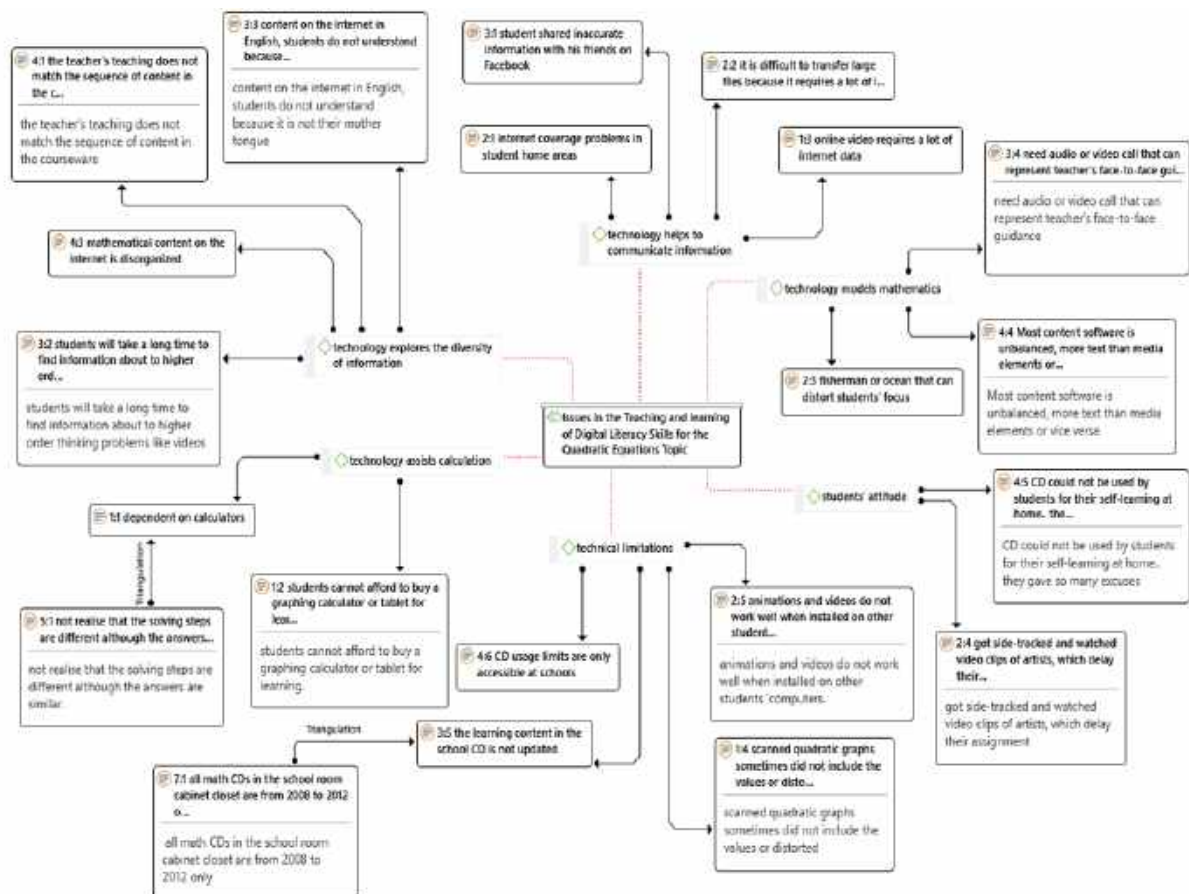 3:3 content on the internet in
English, students do not understand
because...
content on the internet in English,
students do not understand
because it is not their mother
tongue
4:1 the teacher's teaching does not
match the sequence of content in
the c...
the teacher's teaching does not
match the sequence of content in
the courseware
3:1 student shared inaccurate
information with his friends on
Facebook
2:2 it is difficult to transfer large
files because it requires a lot of i...
2:1 internet coverage problems in
student home areas
1:3 online video requires a lot of
internet data
3:4 need audio or video call that can
represent teacher's face-to-face gui...
need audio or video call that can
represent teacher's face-to-face
guidance
4:3 mathematical content on the
internet is disorganized
technology helps to
communicate information
technology models mathematics
3:2 students will take a long time to
find information about to higher
ord...
students will take a long time to
find information about to higher
order thinking problems like videos
technology explores the diversity
of information
4:4 Most content software is
unbalanced, more text than media
elements or...
Most content software is
unbalanced, more text than media
elements or vice verse
2:3 fisherman or ocean that can
distort students' focus
Issues in the Teaching and learning
of Digital Literacy Skills for the
Quadratic Equations Topic
technology assists calculation
students' attitude
4:5 CD could not be used by
students for their self-learning at
home. the...
CD could not be used by students
for their self-learning at home..
they gave so many excuses
1:1 dependent on calculators
technical limitations
Triangulation
5:1 not realise that the solving steps
are different although the answers...
not realise that the solving steps are
different although the answers are
similar.
1:2 students cannot afford to buy a
graphing calculator or tablet for
lear...
students cannot afford to buy a
graphing calculator or tablet for
learning.
4:6 CD usage limits are only
accessible at schools
2:5 animations and videos do not
work well when installed on other
student...
animations and videos do not work
well when installed on other
students' computers.
2:4 got side-tracked and watched
video clips of artists, which delay
their...
got side-tracked and watched
video clips of artists, which delay
their assignment
Triangulation
3:5 the learning content in the
school CD is not updated
7:1 all math CDs in the school room
cabinet closet are from 2008 to 2012
o...
all math CDs in the school room
cabinet closet are from 2008 to
2012 only
1:4 scanned quadratic graphs
sometimes did not include the
values or disto...
scanned quadratic graphs
sometimes did not include the
values or distorted